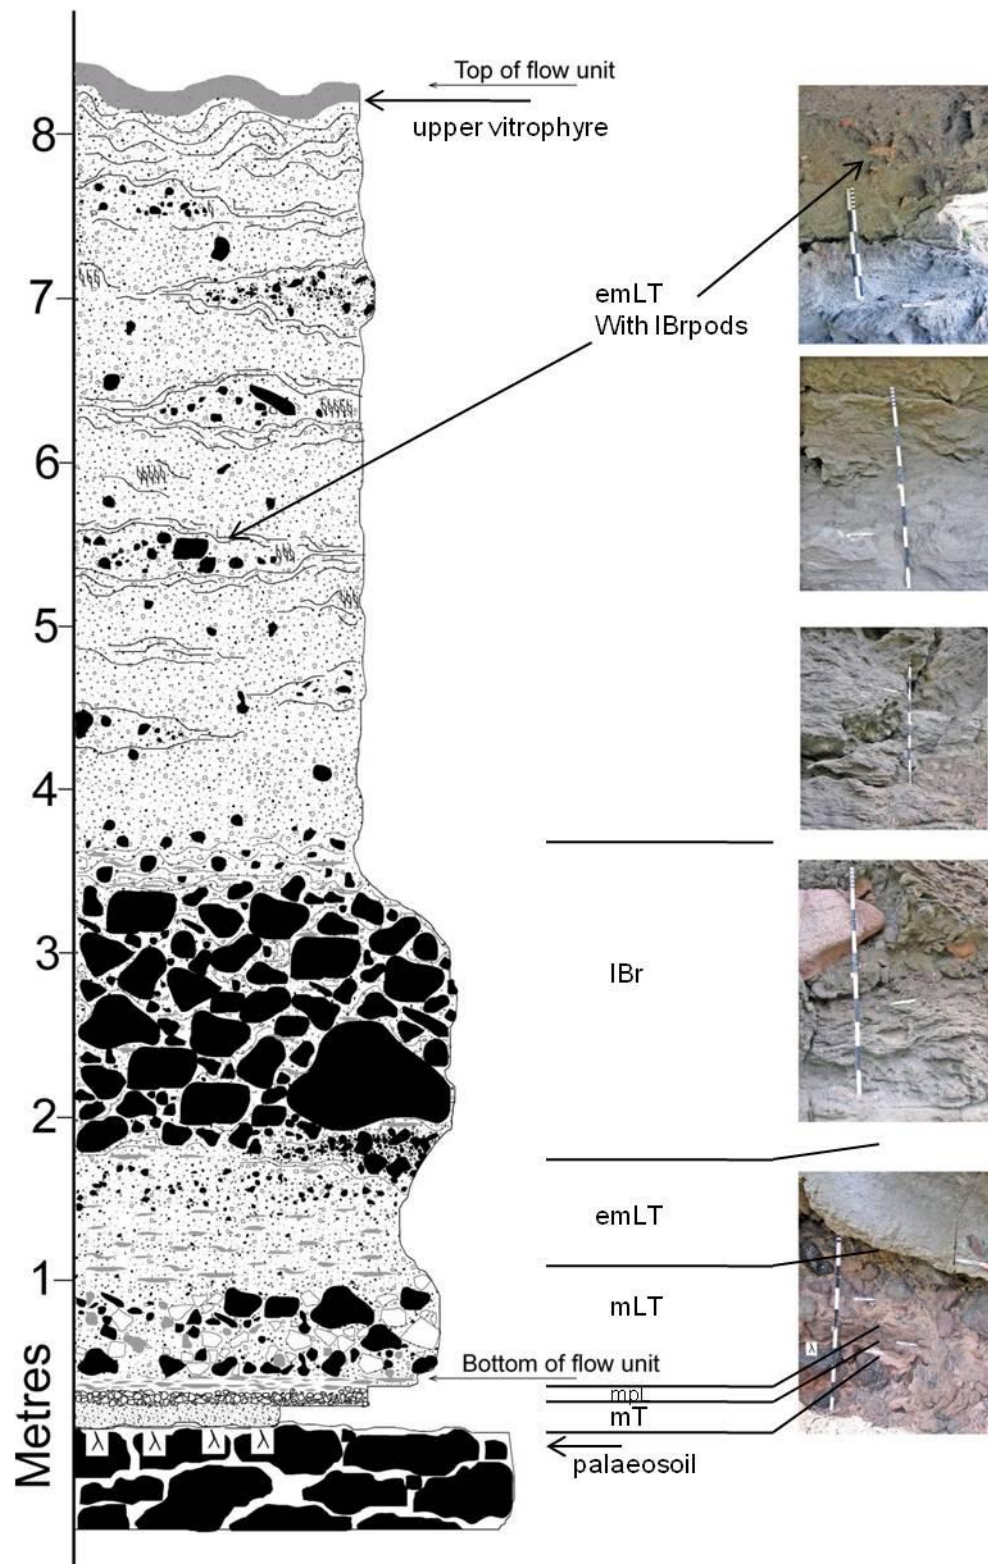 Top of flow unit
upper vitrophyre
8
7
emLT
With lBrpods
6
5
4
3
lBr
2
emLT
1
mLT
Bottom of flow unit
mpl
mT
λ
λ λ λ λ
palaeosoil
Metres